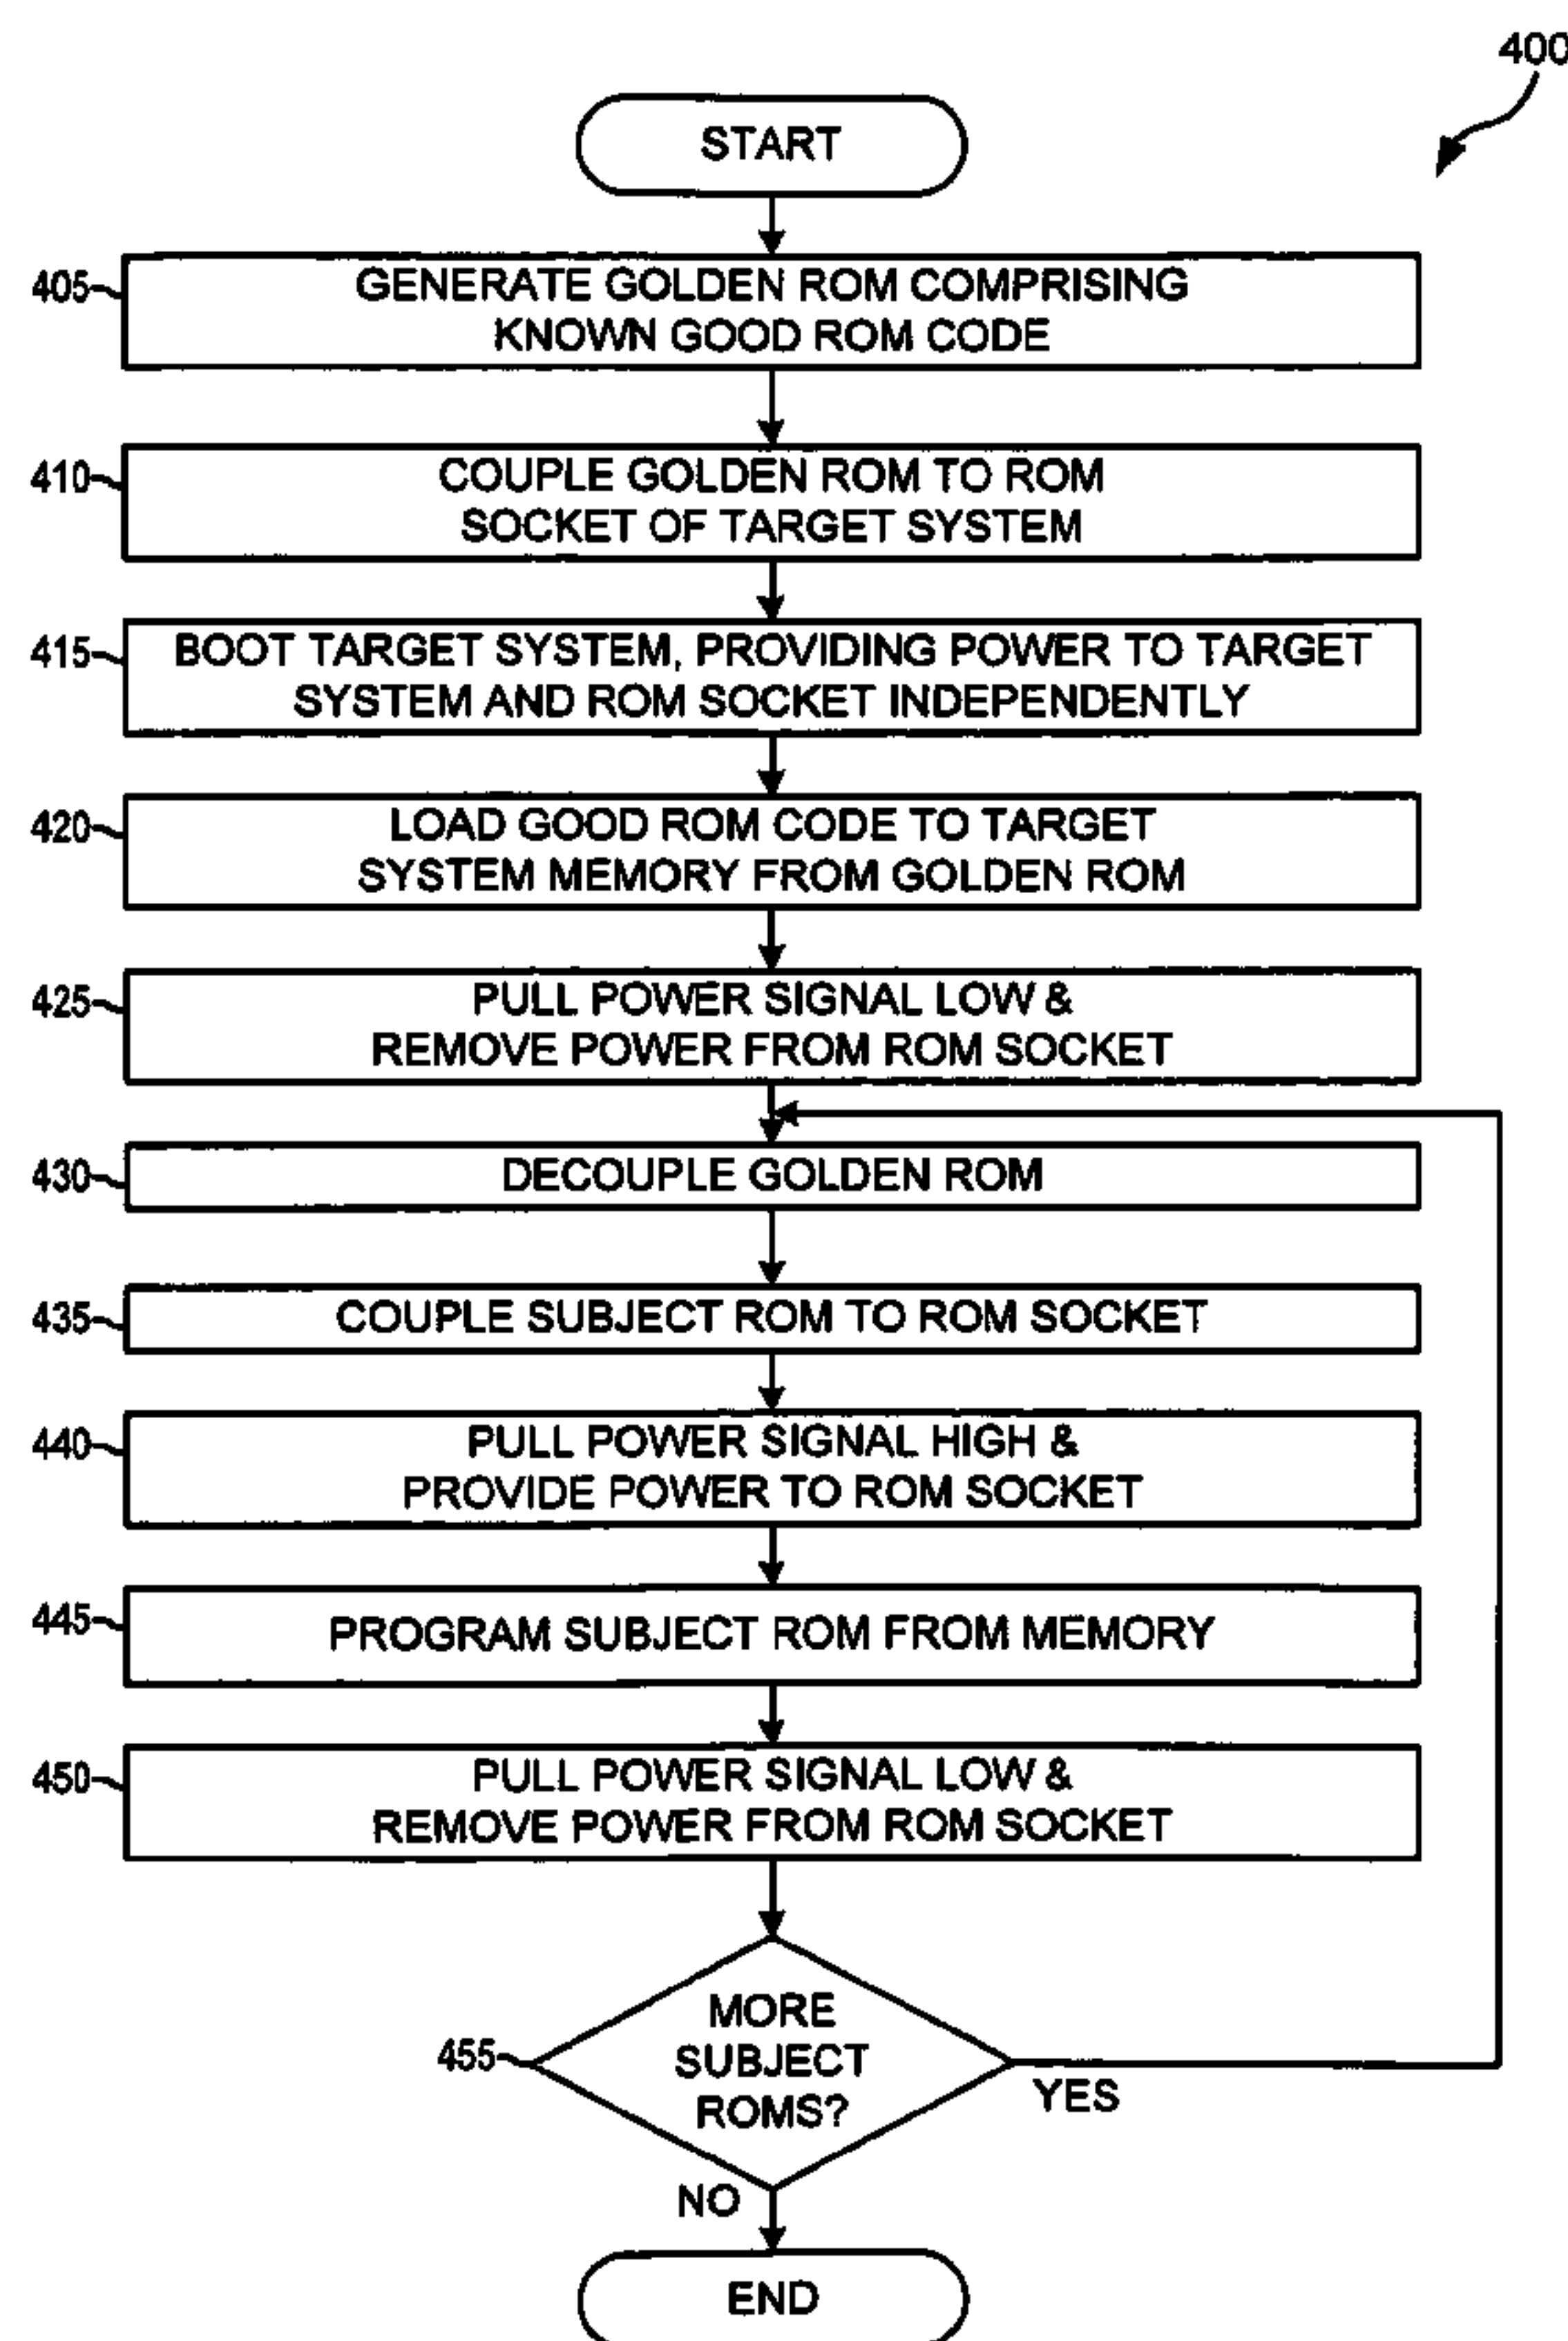 400
START
405
GENERATE GOLDEN ROM COMPRISING
KNOWN GOOD ROM CODE
410
COUPLE GOLDEN ROM TO ROM
SOCKET OF TARGET SYSTEM
415
BOOT TARGET SYSTEM, PROVIDING POWER TO TARGET
SYSTEM AND ROM SOCKET INDEPENDENTLY
420
LOAD GOOD ROM CODE TO TARGET
SYSTEM MEMORY FROM GOLDEN ROM
425
PULL POWER SIGNAL LOW &
REMOVE POWER FROM ROM SOCKET
430
DECOUPLE GOLDEN ROM
435
COUPLE SUBJECT ROM TO ROM SOCKET
440
PULL POWER SIGNAL HIGH &
PROVIDE POWER TO ROM SOCKET
445
PROGRAM SUBJECT ROM FROM MEMORY
450
PULL POWER SIGNAL LOW &
REMOVE POWER FROM ROM SOCKET
455
MORE
SUBJECT
ROMS?
YES
NO
END